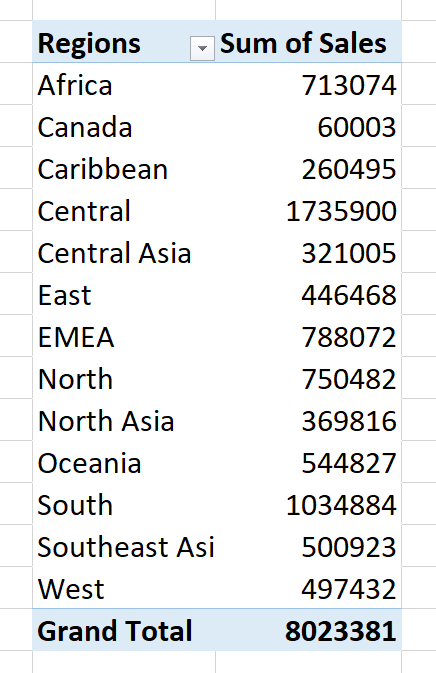 Regions Sum of Sales
Africa 713074
Canada 60003
Caribbean 260495
Central 1735900
Central Asia 321005
East 446468
EMEA 788072
North 750482
North Asia 369816
Oceania 544827
South 1034884
Southeast Asi 500923
West 497432
Grand Total 8023381